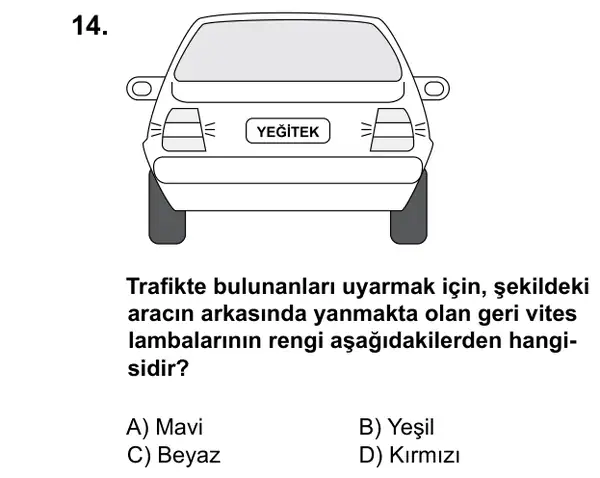 14.
YEĞİTEK
Trafikte bulunanları uyarmak için, şekildeki
aracın arkasında yanmakta olan geri vites
lambalarının rengi aşağıdakilerden hangi-
sidir?
A) Mavi B) Yeşil
C) Beyaz D) Kırmızı